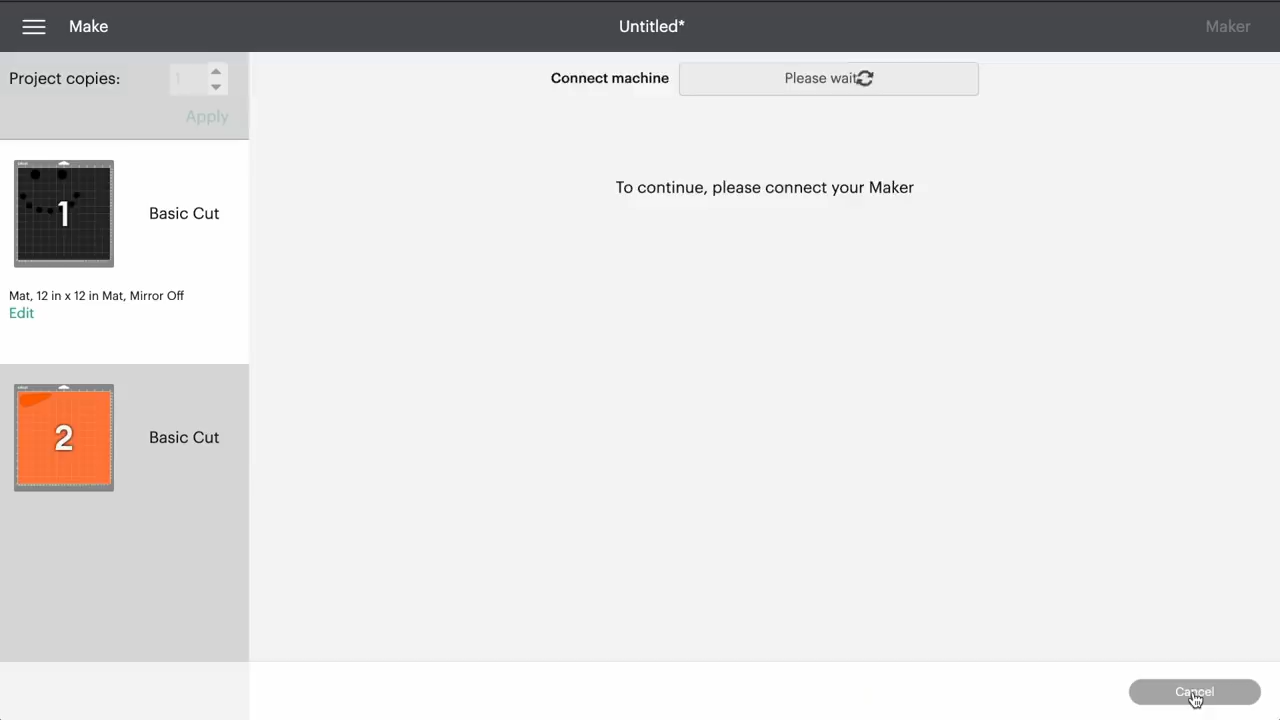 Make
Untitled*
Maker
Project copies:
1
Apply
Connect machine
Please wait
To continue, please connect your Maker
1
Basic Cut
Mat, 12 in x 12 in Mat, Mirror Off
Edit
2
Basic Cut
Cancel